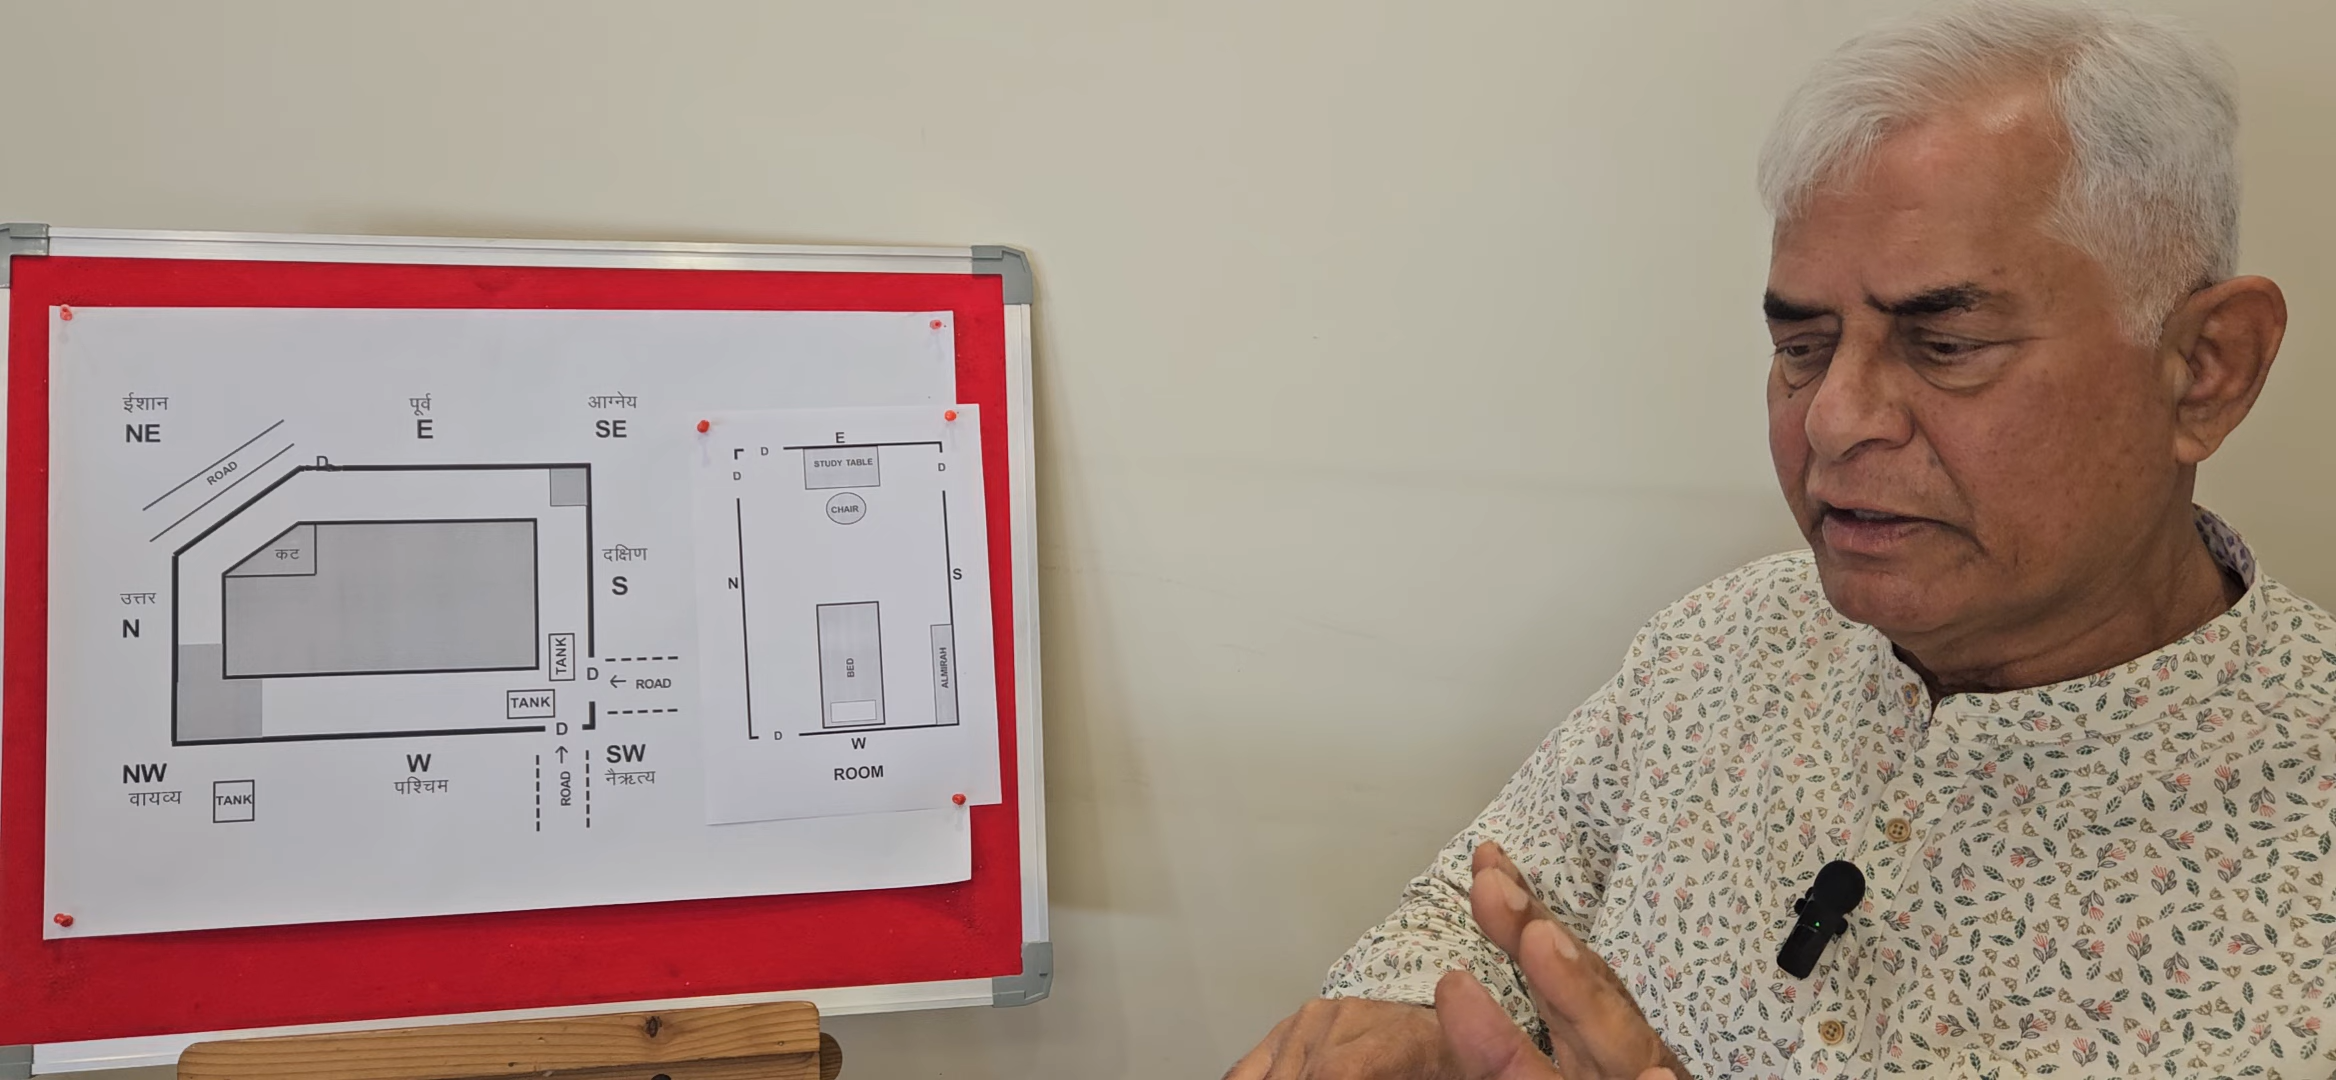 ईशान
NE
पूर्व
E
आग्नेय
SE
ROAD
D
कट
दक्षिण
S
उत्तर
N
TANK
D
← ROAD
TANK
D
↑
ROAD
NW
वायव्य
TANK
W
पश्चिम
SW
नैऋत्य
E
D
D
STUDY TABLE
D
CHAIR
N
S
BED
ALMIRAH
D
W
ROOM